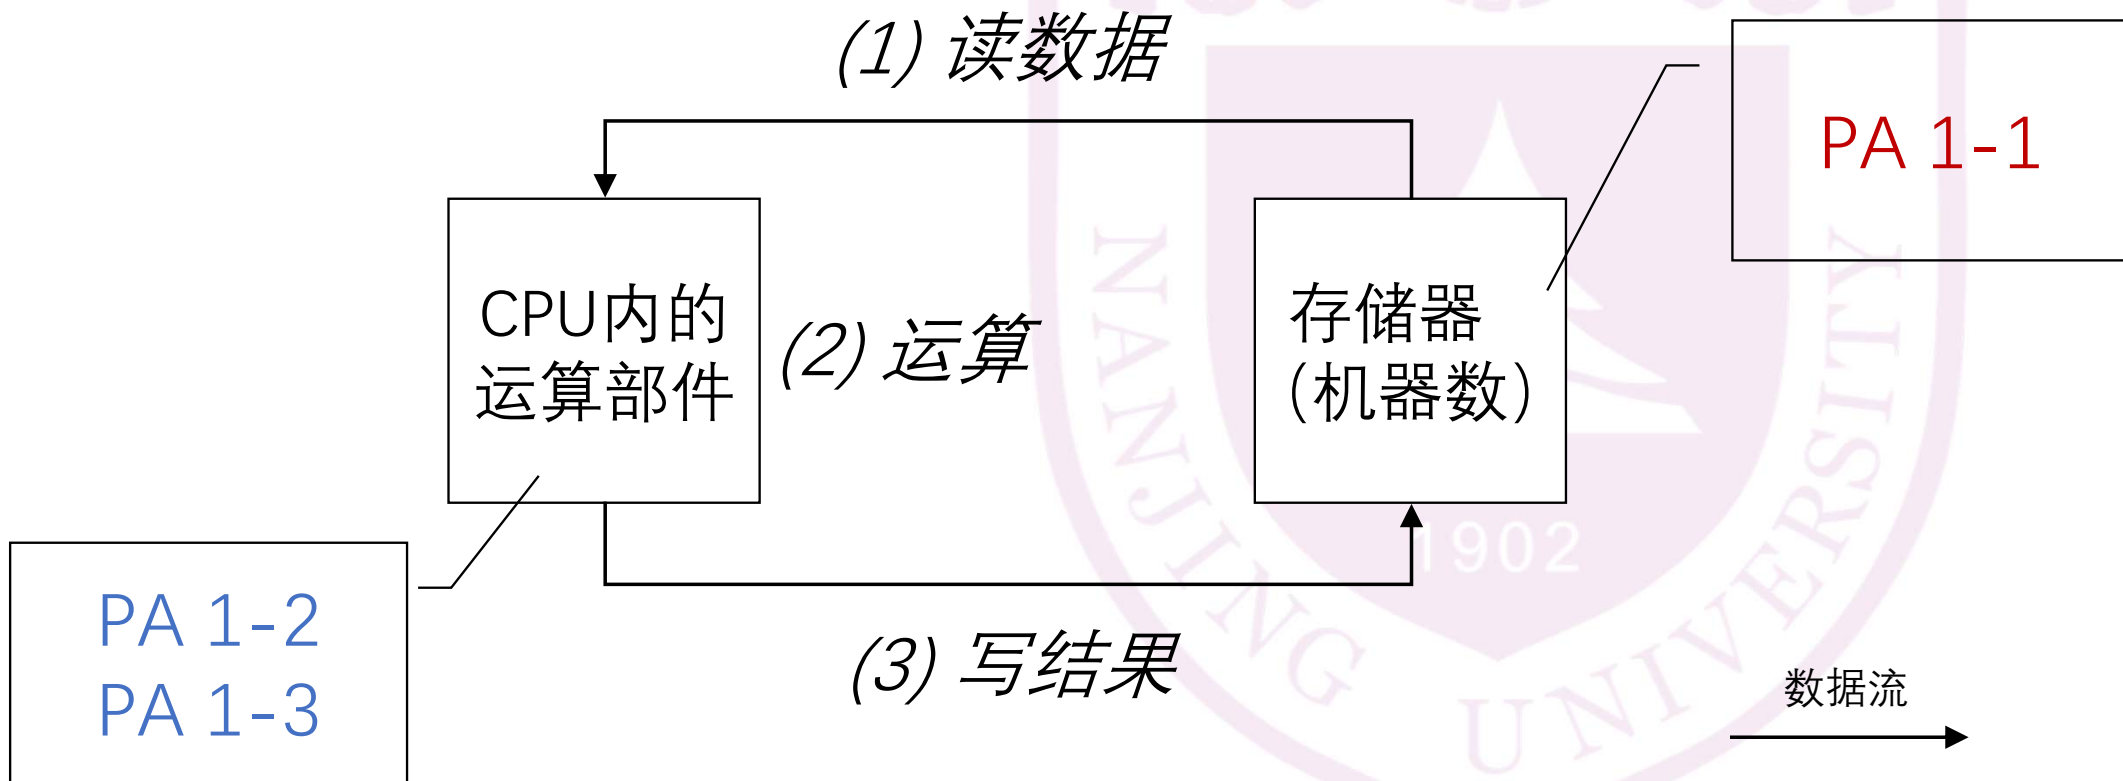 (1) 读数据
PA 1-1
CPU内的
运算部件
(2) 运算
存储器
(机器数)
PA 1-2
PA 1-3
(3) 写结果
数据流
1902
NANJING UNIVERSITY